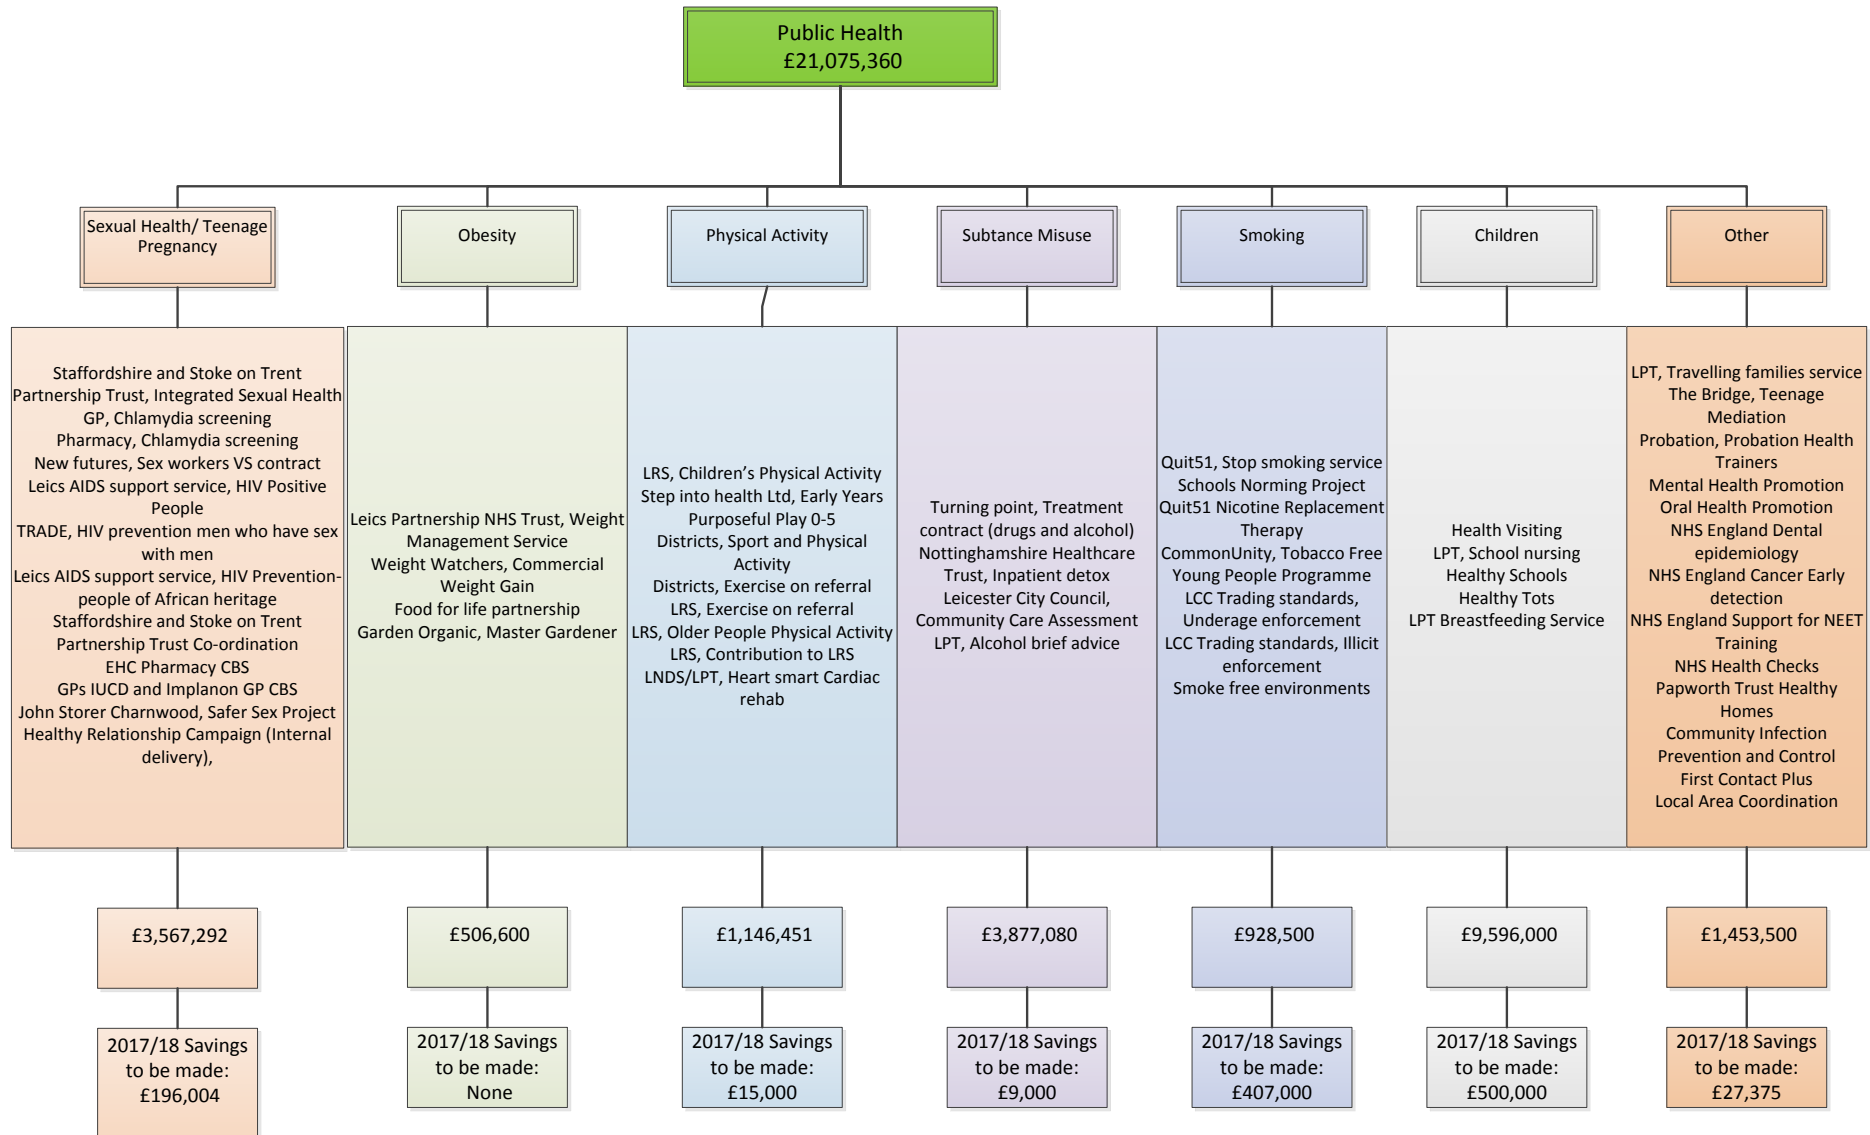 Public Health
£21,075,360
Sexual Health/ Teenage
Pregnancy
Obesity
Physical Activity
Subtance Misuse
Smoking
Children
Other
Staffordshire and Stoke on Trent
Partnership Trust, Integrated Sexual Health
GP, Chlamydia screening
Pharmacy, Chlamydia screening
New futures, Sex workers VS contract
Leics AIDS support service, HIV Positive
People
TRADE, HIV prevention men who have sex
with men
Leics AIDS support service, HIV Prevention-
people of African heritage
Staffordshire and Stoke on Trent
Partnership Trust Co-ordination
EHC Pharmacy CBS
GPs IUCD and Implanon GP CBS
John Storer Charnwood, Safer Sex Project
Healthy Relationship Campaign (Internal
delivery),
Leics Partnership NHS Trust, Weight
Management Service
Weight Watchers, Commercial
Weight Gain
Food for life partnership
Garden Organic, Master Gardener
LRS, Children’s Physical Activity
Step into health Ltd, Early Years
Purposeful Play 0-5
Districts, Sport and Physical
Activity
Districts, Exercise on referral
LRS, Exercise on referral
LRS, Older People Physical Activity
LRS, Contribution to LRS
LNDS/LPT, Heart smart Cardiac
rehab
Turning point, Treatment
contract (drugs and alcohol)
Nottinghamshire Healthcare
Trust, Inpatient detox
Leicester City Council,
Community Care Assessment
LPT, Alcohol brief advice
Quit51, Stop smoking service
Schools Norming Project
Quit51 Nicotine Replacement
Therapy
CommonUnity, Tobacco Free
Young People Programme
LCC Trading standards,
Underage enforcement
LCC Trading standards, Illicit
enforcement
Smoke free environments
Health Visiting
LPT, School nursing
Healthy Schools
Healthy Tots
LPT Breastfeeding Service
LPT, Travelling families service
The Bridge, Teenage
Mediation
Probation, Probation Health
Trainers
Mental Health Promotion
Oral Health Promotion
NHS England Dental
epidemiology
NHS England Cancer Early
detection
NHS England Support for NEET
Training
NHS Health Checks
Papworth Trust Healthy
Homes
Community Infection
Prevention and Control
First Contact Plus
Local Area Coordination
£3,567,292
£506,600
£1,146,451
£3,877,080
£928,500
£9,596,000
£1,453,500
2017/18 Savings
to be made:
£196,004
2017/18 Savings
to be made:
None
2017/18 Savings
to be made:
£15,000
2017/18 Savings
to be made:
£9,000
2017/18 Savings
to be made:
£407,000
2017/18 Savings
to be made:
£500,000
2017/18 Savings
to be made:
£27,375